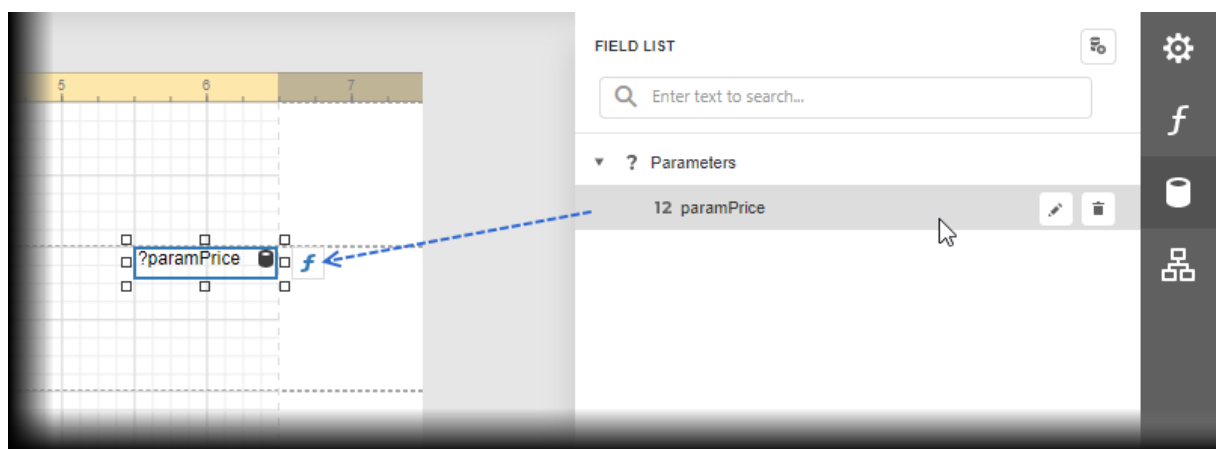 FIELD LIST
Enter text to search...
5 6 7
? Parameters
12 paramPrice
?paramPrice f
f